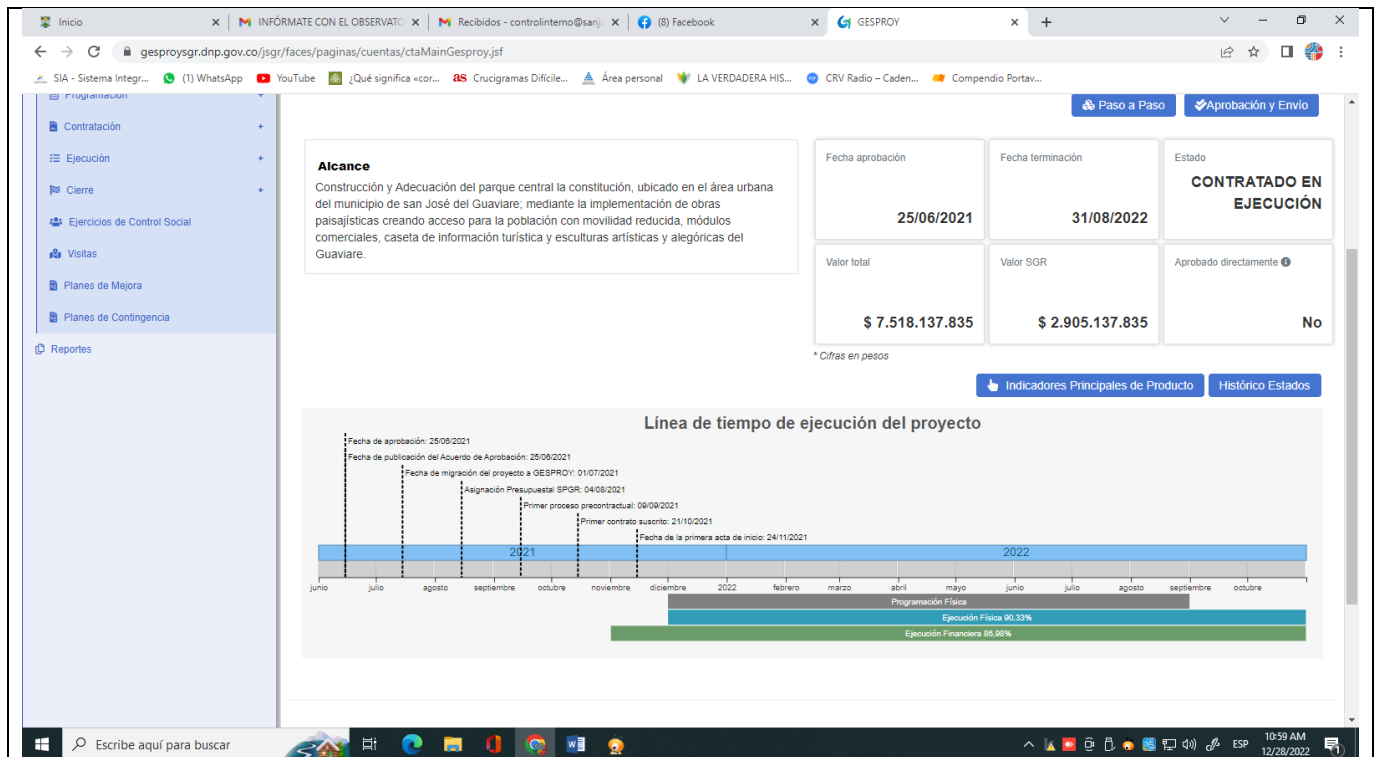 Inicio
INFÓRMATE CON EL OBSERVATO
Recibidos - controlinterno@sanjo
(8) Facebook
GESPROY
gesproysgr.dnp.gov.co/jsgr/faces/paginas/cuentas/ctaMainGesproy.jsf
SIA - Sistema Integr...
(1) WhatsApp
YouTube
¿Qué significa «cor...
as Crucigramas Difícile...
Área personal
LA VERDADERA HIS...
CRV Radio – Caden...
Compendio Portav...
Programación +
Contratación +
Ejecución +
Cierre +
Ejercicios de Control Social
Visitas
Planes de Mejora
Planes de Contingencia
Reportes
Paso a Paso
Aprobación y Envío
Alcance
Construcción y Adecuación del parque central la constitución, ubicado en el área urbana
del municipio de san José del Guaviare; mediante la implementación de obras
paisajísticas creando acceso para la población con movilidad reducida, módulos
comerciales, caseta de información turística y esculturas artísticas y alegóricas del
Guaviare.
Fecha aprobación
25/06/2021
Fecha terminación
31/08/2022
Estado
CONTRATADO EN
EJECUCIÓN
Valor total
$ 7.518.137.835
Valor SGR
$ 2.905.137.835
Aprobado directamente
No
* Cifras en pesos
Indicadores Principales de Producto
Histórico Estados
Línea de tiempo de ejecución del proyecto
Fecha de aprobación: 25/06/2021
Fecha de publicación del Acuerdo de Aprobación: 25/06/2021
Fecha de migración del proyecto a GESPROY: 01/07/2021
Asignación Presupuestal SPGR: 04/08/2021
Primer proceso precontractual: 09/09/2021
Primer contrato suscrito: 21/10/2021
Fecha de la primera acta de inicio: 24/11/2021
2021 2022
junio julio agosto septiembre octubre noviembre diciembre 2022 febrero marzo abril mayo junio julio agosto septiembre octubre
Programación Física
Ejecución Física 90,33%
Ejecución Financiera 86,98%
Escribe aquí para buscar
ESP
10:59 AM
12/28/2022